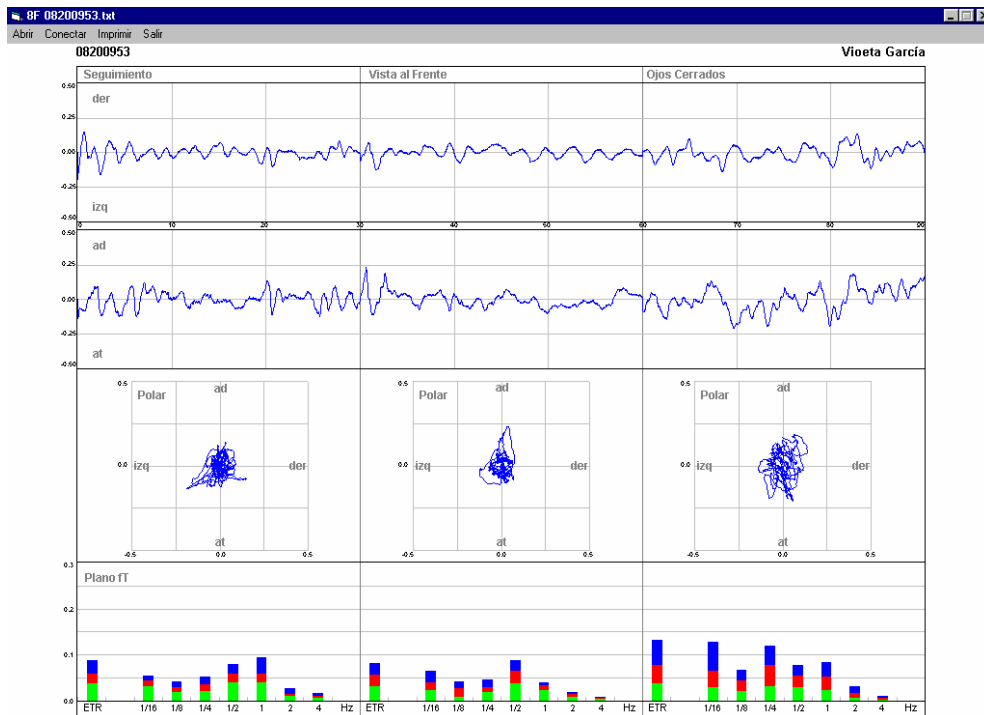 8F 08200953.txt
Abrir Conectar Imprimir Salir
08200953 Vioeta García
Seguimiento Vista al Frente Ojos Cerrados
0.50
der
0.25
0.00
-0.25
izq
-0.50
0 10 20 30 40 50 60 70 80 90
0.50
ad
0.25
0.00
-0.25
at
-0.50
0.5 Polar ad 0.5 Polar ad 0.5 Polar ad
0.0 izq der 0.0 izq der 0.0 izq der
at at at
-0.5 0.0 0.5 -0.5 0.0 0.5 -0.5 0.0 0.5
0.3
Plano fT
0.2
0.1
0.0
ETR 1/16 1/8 1/4 1/2 1 2 4 Hz ETR 1/16 1/8 1/4 1/2 1 2 4 Hz ETR 1/16 1/8 1/4 1/2 1 2 4 Hz